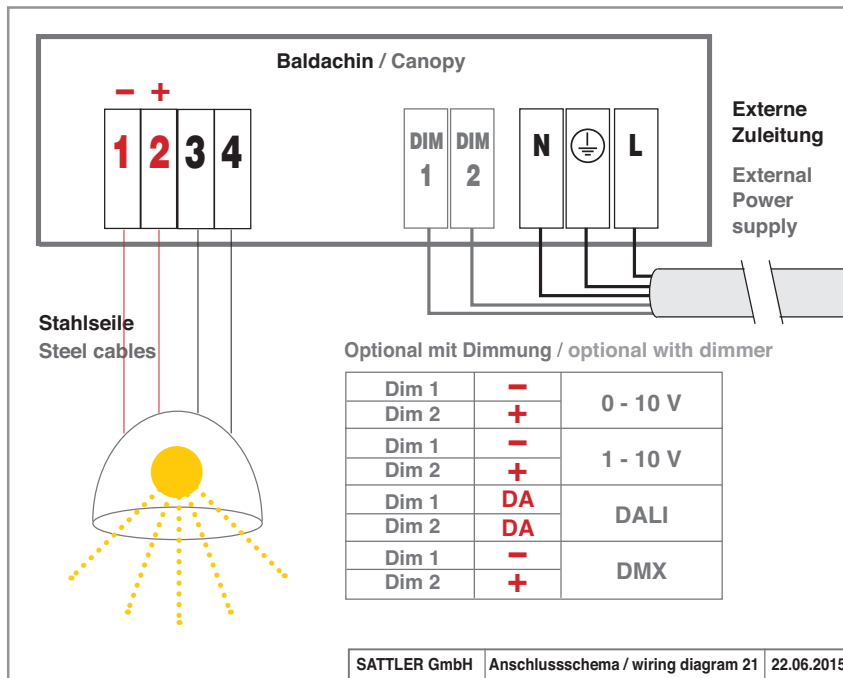 Baldachin / Canopy
− +
1 2 3 4
DIM 1 DIM 2 N L
Externe
Zuleitung
External
Power
supply
Stahlseile
Steel cables
Optional mit Dimmung / optional with dimmer
Dim 1 − 0 - 10 V
Dim 2 +
Dim 1 − 1 - 10 V
Dim 2 +
Dim 1 DA DALI
Dim 2 DA
Dim 1 − DMX
Dim 2 +
SATTLER GmbH Anschlussschema / wiring diagram 21 22.06.2015